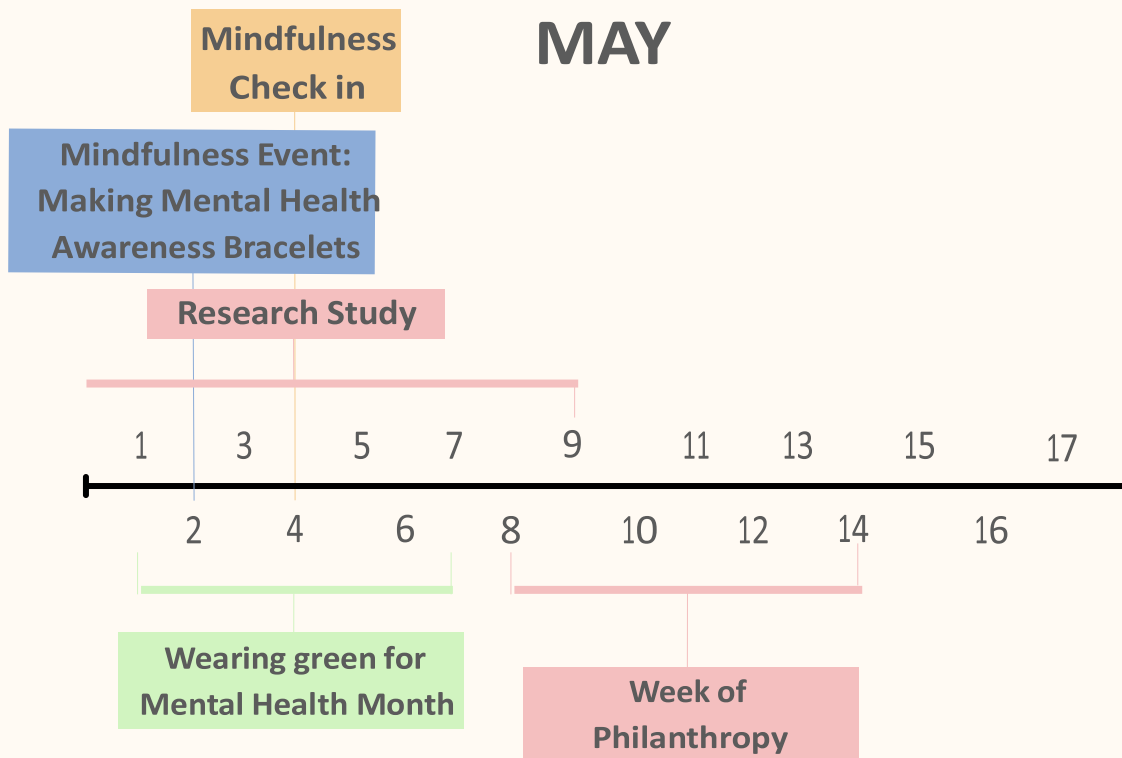 MAY
Mindfulness
Check in
Mindfulness Event:
Making Mental Health
Awareness Bracelets
Research Study
1 3 5 7 9 11 13 15 17
2 4 6 8 10 12 14 16
Wearing green for
Mental Health Month
Week of
Philanthropy